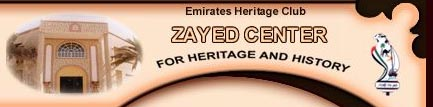 Emirates Heritage Club
ZAYED CENTER
FOR HERITAGE AND HISTORY